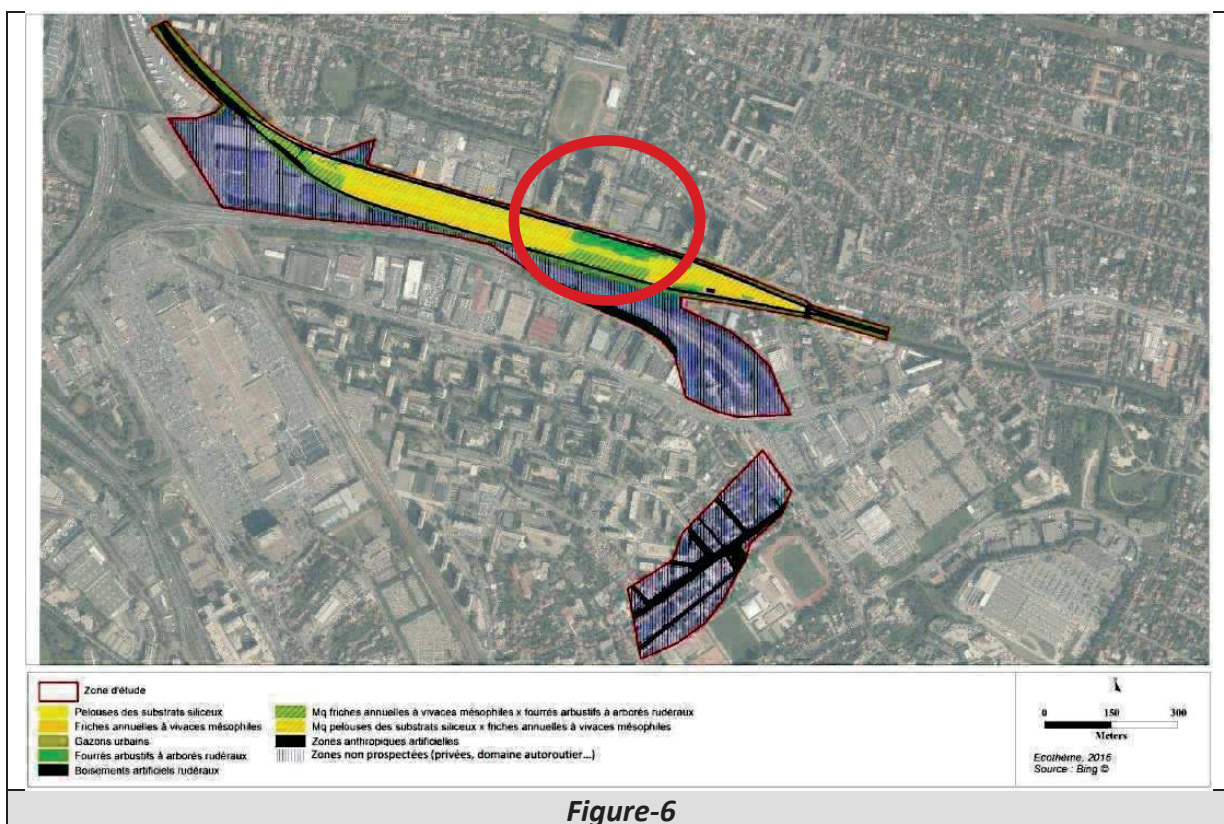 Zone d'étude
Pelouses des substrats siliceux
Friches annuelles à vivaces mésophiles
Gazons urbains
Fourrés arbustifs à arborés rudéraux
Boisements artificiels rudéraux
Mq friches annuelles à vivaces mésophiles x fourrés arbustifs à arborés rudéraux
Mq pelouses des substrats siliceux x friches annuelles à vivaces mésophiles
Zones anthropiques artificielles
Zones non prospectées (privées, domaine autoroutier...)
0 150 300
Meters
Ecothème, 2016
Source : Bing ©
Figure-6